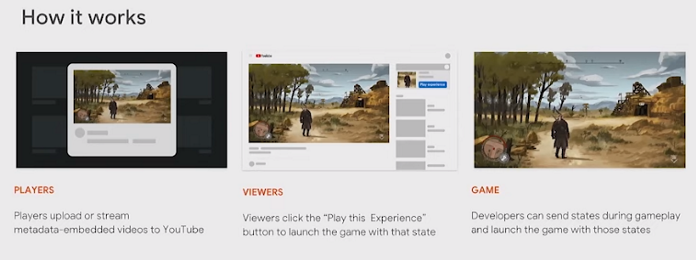 How it works
YouTube
Play experience
PLAYERS
Players upload or stream
metadata-embedded videos to YouTube
VIEWERS
Viewers click the “Play this Experience”
button to launch the game with that state
GAME
Developers can send states during gameplay
and launch the game with those states